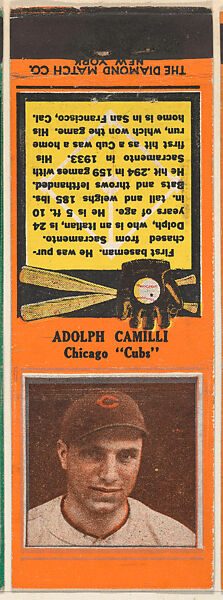 First baseman. He was pur-
chased from Sacramento.
Dolph, who is an Italian, is 24
years of age. He is 5 ft. 10
in. tall and weighs 185 lbs.
Bats and throws lefthanded.
He hit .294 in 159 games with
Sacramento in 1933. His
first hit as a Cub was a home
run, which won the game. His
home is in San Francisco, Cal.
THE DIAMOND MATCH CO.
NEW YORK
ADOLPH CAMILLI
Chicago "Cubs"
C